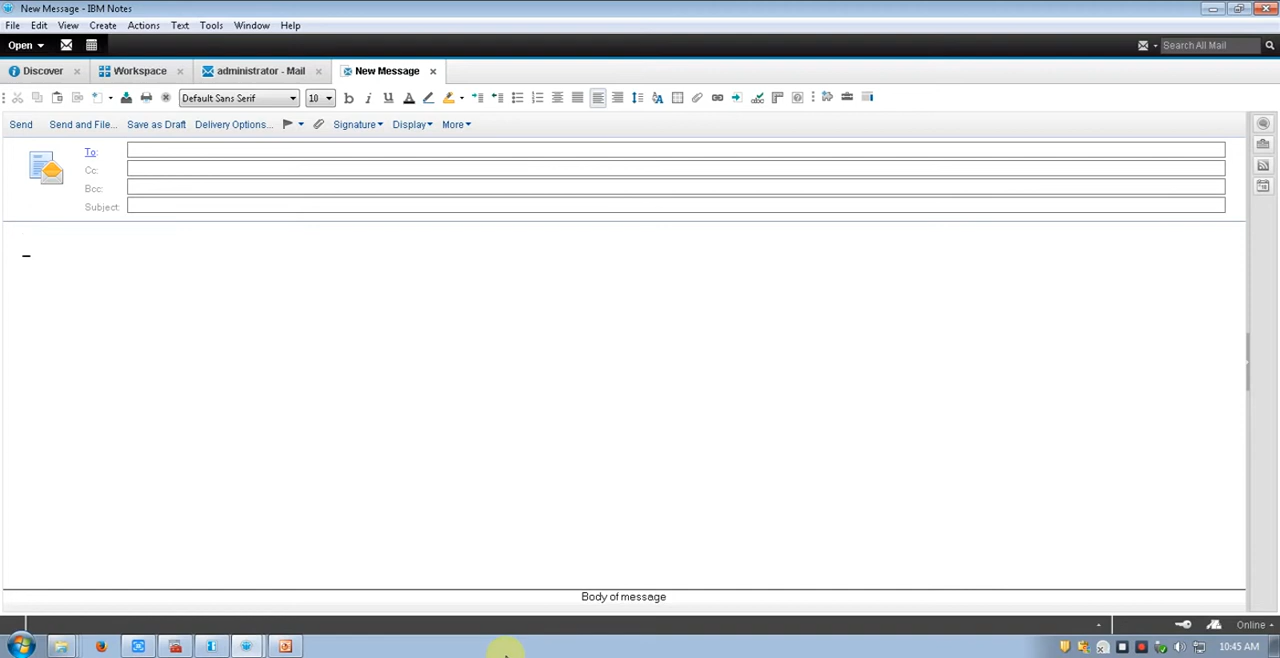 New Message - IBM Notes
File Edit View Create Actions Text Tools Window Help
Open Search All Mail
Discover Workspace administrator - Mail New Message
Default Sans Serif 10 b i U
Send Send and File... Save as Draft Delivery Options... Signature Display More
To:
Cc:
Bcc:
Subject:
Body of message
Online
10:45 AM